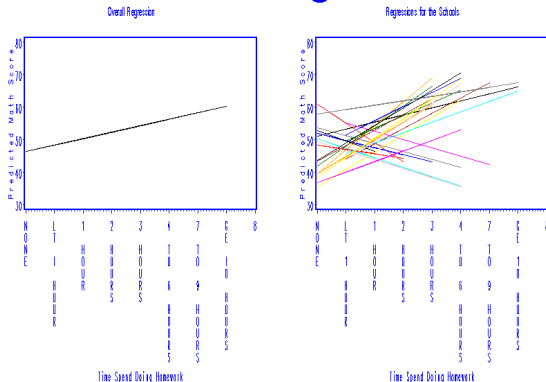 Overall Regression
Predicted Math Score
80
70
60
50
40
30
NONE
LT 1 HOUR
1 HOUR
2 HOURS
3 HOURS
4 TO 6 HOURS
7 TO 9 HOURS
GE 10 HOURS
8
Time Spend Doing Homework
Regressions for the Schools
Predicted Math Score
80
70
60
50
40
30
NONE
LT 1 HOUR
1 HOUR
2 HOURS
3 HOURS
4 TO 6 HOURS
7 TO 9 HOURS
GE 10 HOURS
8
Time Spend Doing Homework